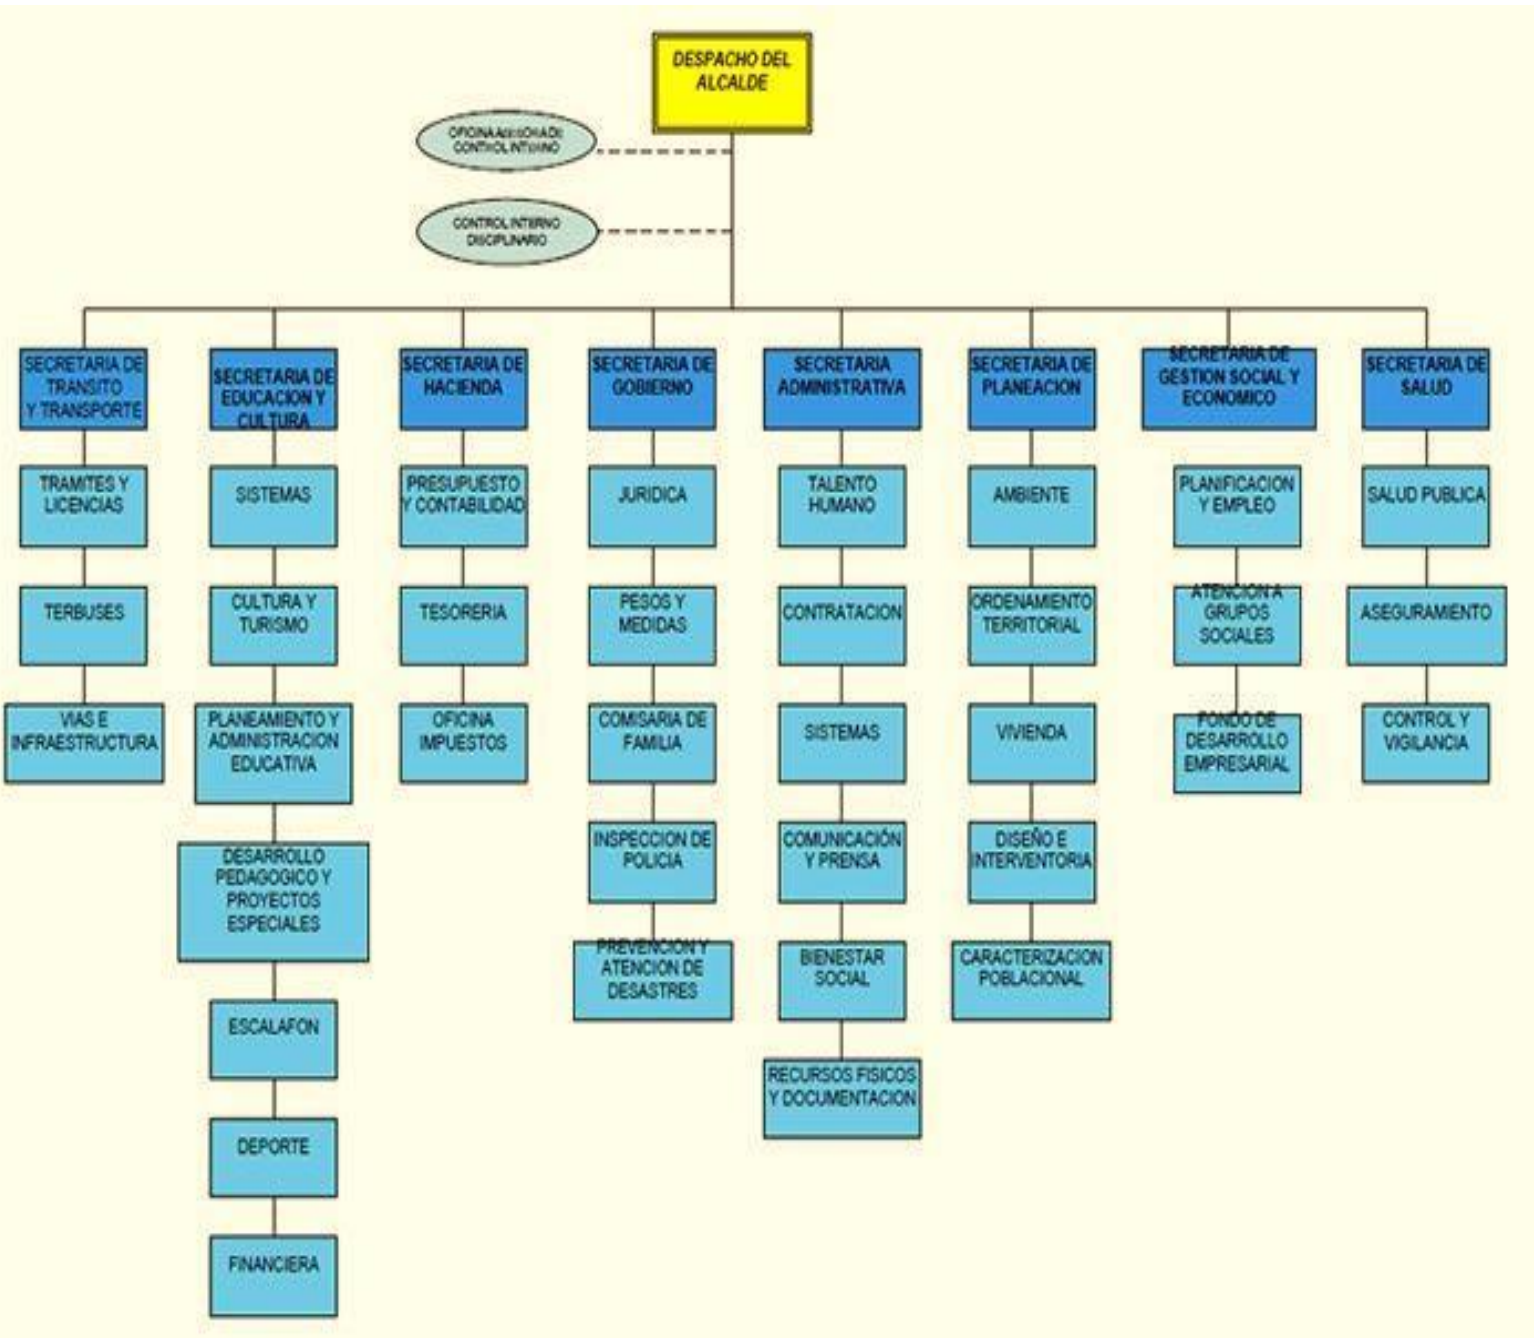 DESPACHO DEL
ALCALDE
OFICINA ASESORA DE
CONTROL INTERNO
CONTROL INTERNO
DISCIPLINARIO
SECRETARIA DE
TRANSITO
Y TRANSPORTE
SECRETARIA DE
EDUCACION Y
CULTURA
SECRETARIA DE
HACIENDA
SECRETARIA DE
GOBIERNO
SECRETARIA
ADMINISTRATIVA
SECRETARIA DE
PLANEACION
SECRETARIA DE
GESTION SOCIAL Y
ECONOMICO
SECRETARIA DE
SALUD
TRAMITES Y
LICENCIAS
SISTEMAS
PRESUPUESTO
Y CONTABILIDAD
JURIDICA
TALENTO
HUMANO
AMBIENTE
PLANIFICACION
Y EMPLEO
SALUD PUBLICA
TERBUSES
CULTURA Y
TURISMO
TESORERIA
PESOS Y
MEDIDAS
CONTRATACION
ORDENAMIENTO
TERRITORIAL
ATENCION A
GRUPOS
SOCIALES
ASEGURAMIENTO
VIAS E
INFRAESTRUCTURA
PLANEAMIENTO Y
ADMINISTRACION
EDUCATIVA
OFICINA
IMPUESTOS
COMISARIA DE
FAMILIA
SISTEMAS
VIVIENDA
FONDO DE
DESARROLLO
EMPRESARIAL
CONTROL Y
VIGILANCIA
DESARROLLO
PEDAGOGICO Y
PROYECTOS
ESPECIALES
INSPECCION DE
POLICIA
COMUNICACIÓN
Y PRENSA
DISEÑO E
INTERVENTORIA
PREVENCION Y
ATENCION DE
DESASTRES
BIENESTAR
SOCIAL
CARACTERIZACION
POBLACIONAL
ESCALAFON
RECURSOS FISICOS
Y DOCUMENTACION
DEPORTE
FINANCIERA